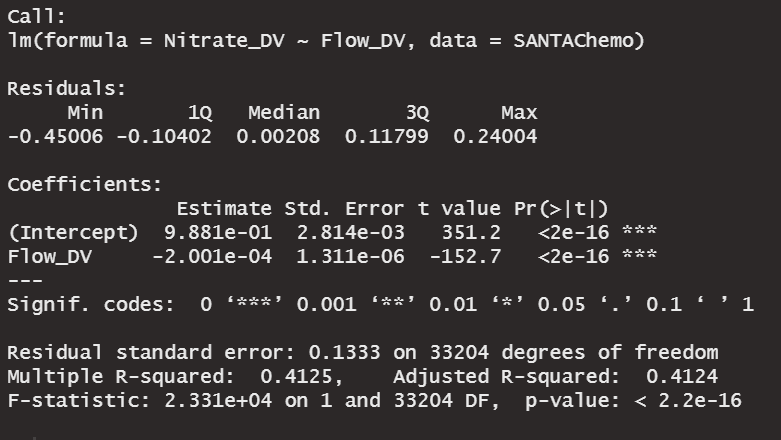 Call:
lm(formula = Nitrate_DV ~ Flow_DV, data = SANTAChemo)
Residuals:
     Min       1Q   Median       3Q      Max
-0.45006 -0.10402  0.00208  0.11799  0.24004
Coefficients:
              Estimate Std. Error t value Pr(>|t|)
(Intercept)  9.881e-01  2.814e-03   351.2   <2e-16 ***
Flow_DV     -2.001e-04  1.311e-06  -152.7   <2e-16 ***
---
Signif. codes:  0 ‘***’ 0.001 ‘**’ 0.01 ‘*’ 0.05 ‘.’ 0.1 ‘ ’ 1
Residual standard error: 0.1333 on 33204 degrees of freedom
Multiple R-squared:  0.4125,    Adjusted R-squared:  0.4124
F-statistic: 2.331e+04 on 1 and 33204 DF,  p-value: < 2.2e-16